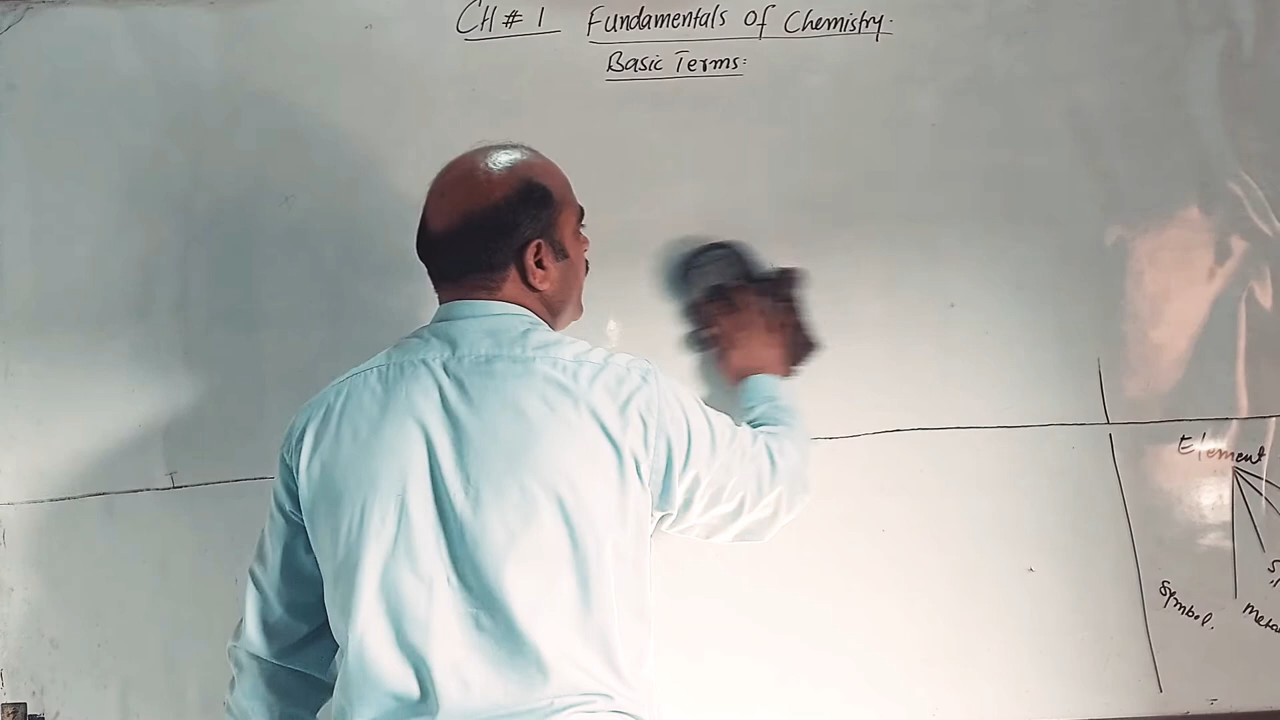 CH # 1 Fundamentals of Chemistry.
Basic Terms:
Element
Symbol.